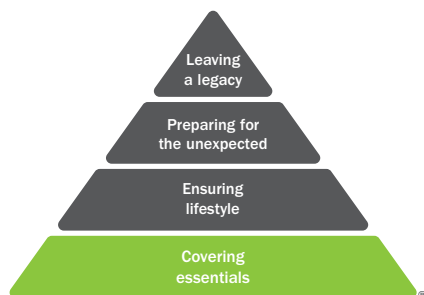 Leaving
a legacy
Preparing for
the unexpected
Ensuring
lifestyle
Covering
essentials